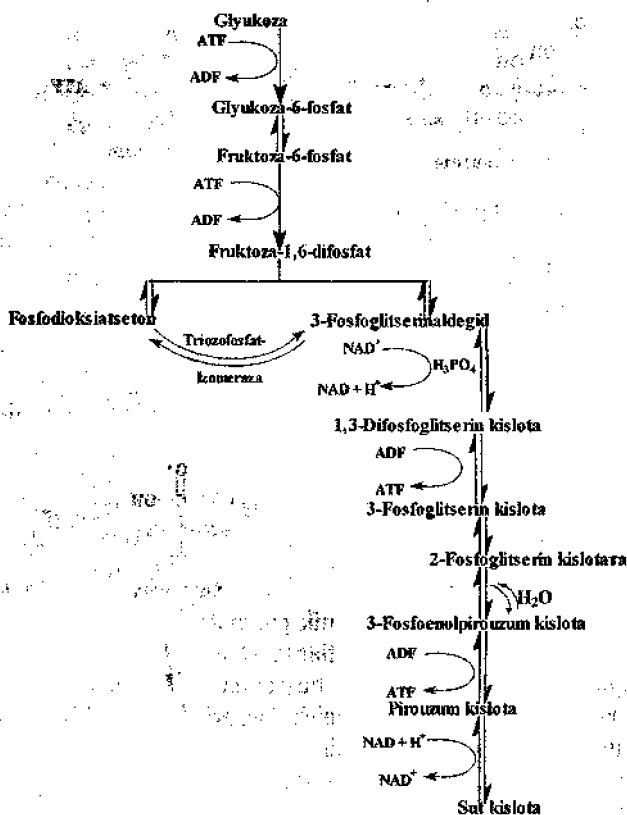 Glyukoza
ATF
ADF
Glyukoza-6-fosfat
Fruktoza-6-fosfat
ATF
ADF
Fruktoza-1,6-difosfat
Fosfodioksiatseton
3-Fosfoglitserinaldegid
Triozofosfat-
Izomeraza
NAD⁺
H₃PO₄
NAD + H⁺
1,3-Difosfoglitserin kislota
ADF
ATF
3-Fosfoglitserin kislota
2-Fosfoglitserin kislotava
H₂O
3-Fosfoenolpirouzum kislota
ADF
ATF
Pirouzum kislota
NAD + H⁺
NAD⁺
Sut kislota